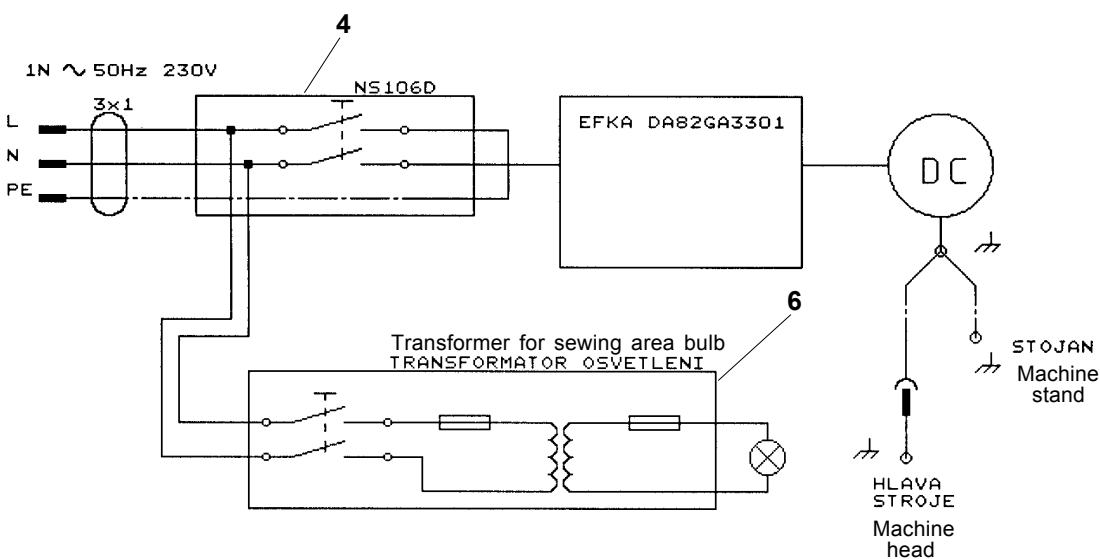 4
1N ~ 50Hz 230V
NS106D
3x1
L
N
PE
EFKA DA82GA3301
DC
6
Transformer for sewing area bulb
TRANSFORMATOR OSVETLENI
STOJAN
Machine
stand
HLAVA
STROJE
Machine
head